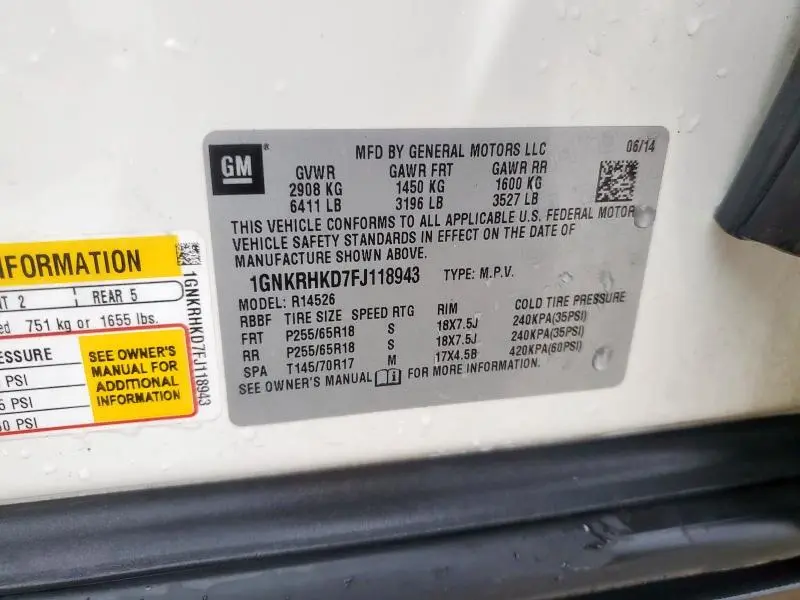 GM
MFD BY GENERAL MOTORS LLC 06/14
GVWR GAWR FRT GAWR RR
2908 KG 1450 KG 1600 KG
6411 LB 3196 LB 3527 LB
THIS VEHICLE CONFORMS TO ALL APPLICABLE U.S. FEDERAL MOTOR
VEHICLE SAFETY STANDARDS IN EFFECT ON THE DATE OF
MANUFACTURE SHOWN ABOVE.
1GNKRHKD7FJ118943 TYPE: M.P.V.
MODEL: R14526
RBBF TIRE SIZE SPEED RTG RIM COLD TIRE PRESSURE
FRT P255/65R18 S 18X7.5J 240KPA(35PSI)
RR P255/65R18 S 18X7.5J 240KPA(35PSI)
SPA T145/70R17 M 17X4.5B 420KPA(60PSI)
SEE OWNER'S MANUAL FOR MORE INFORMATION.
INFORMATION
2 REAR 5
751 kg or 1655 lbs.
PSI
PSI
PSI
SEE OWNER'S
MANUAL FOR
ADDITIONAL
INFORMATION
1GNKRHKD7FJ118943